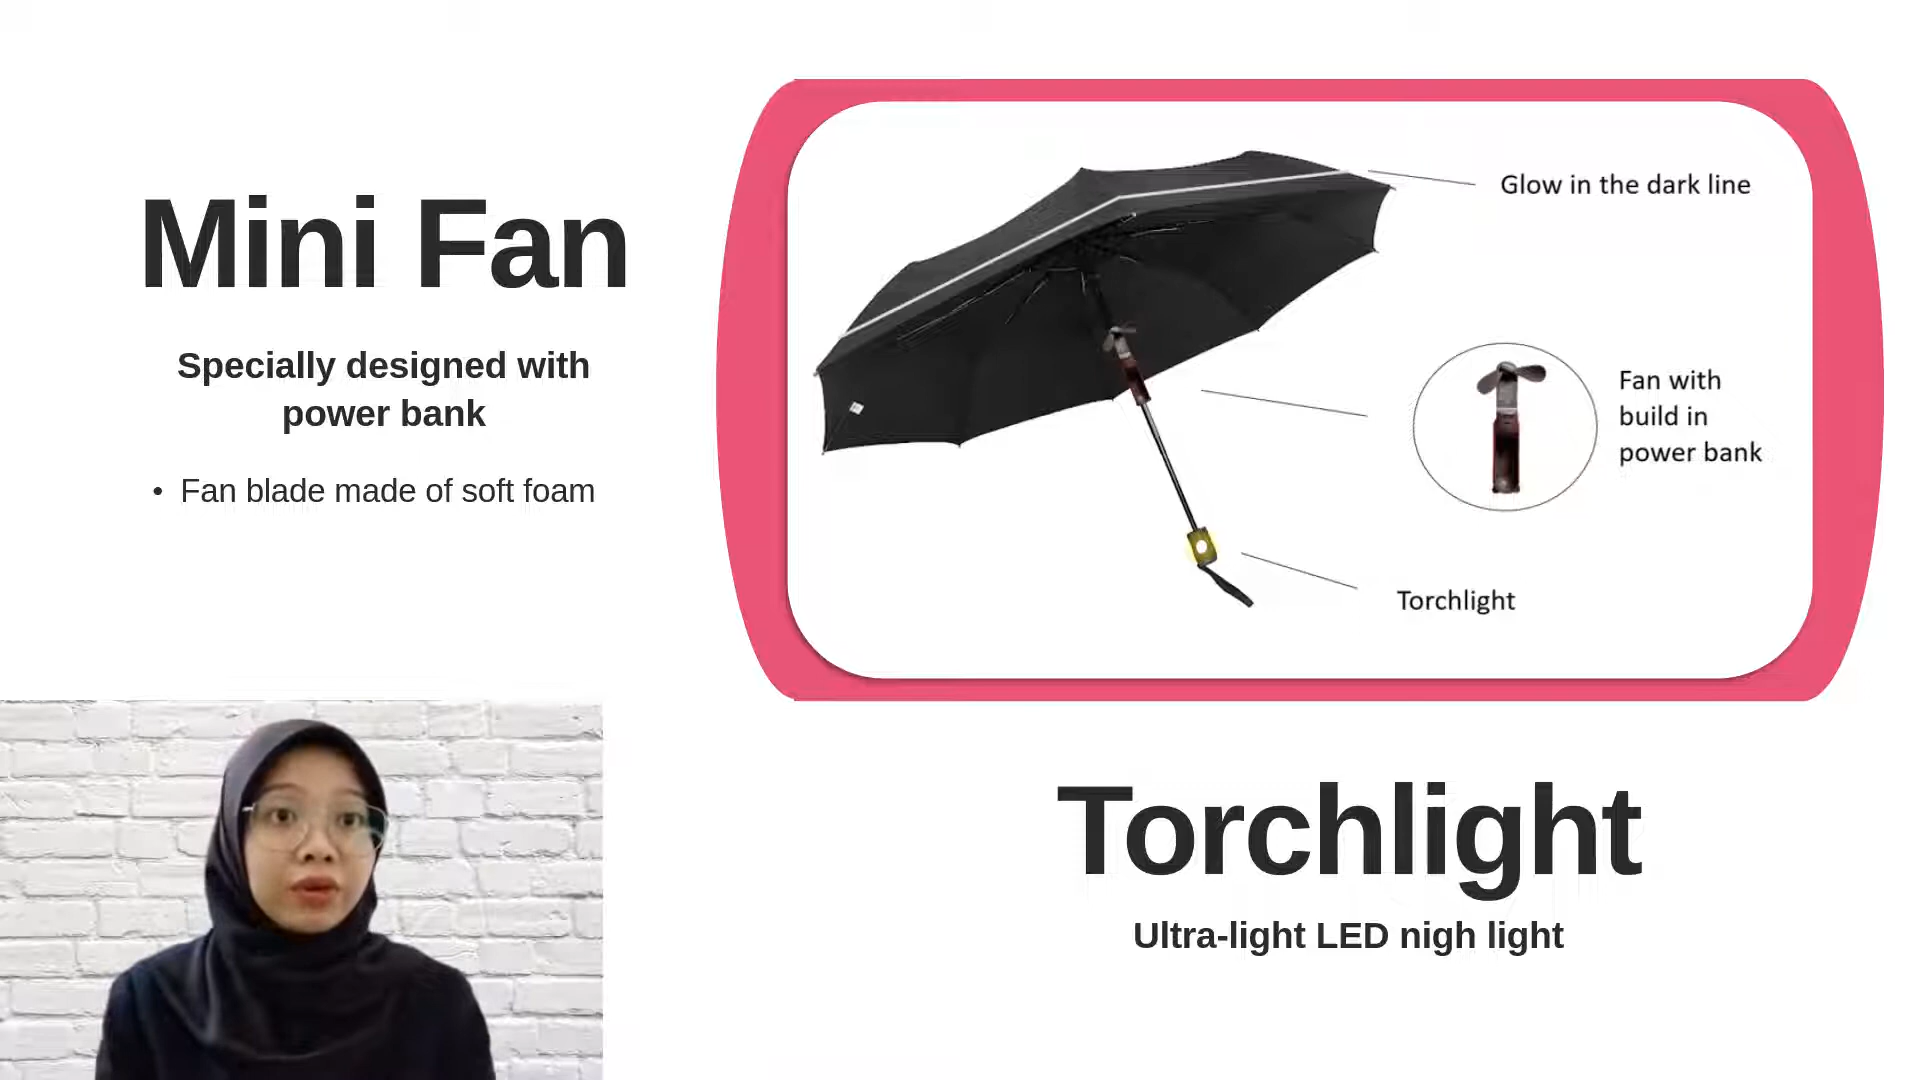 Mini Fan
Specially designed with
power bank
• Fan blade made of soft foam
Glow in the dark line
Fan with
build in
power bank
Torchlight
Torchlight
Ultra-light LED nigh light